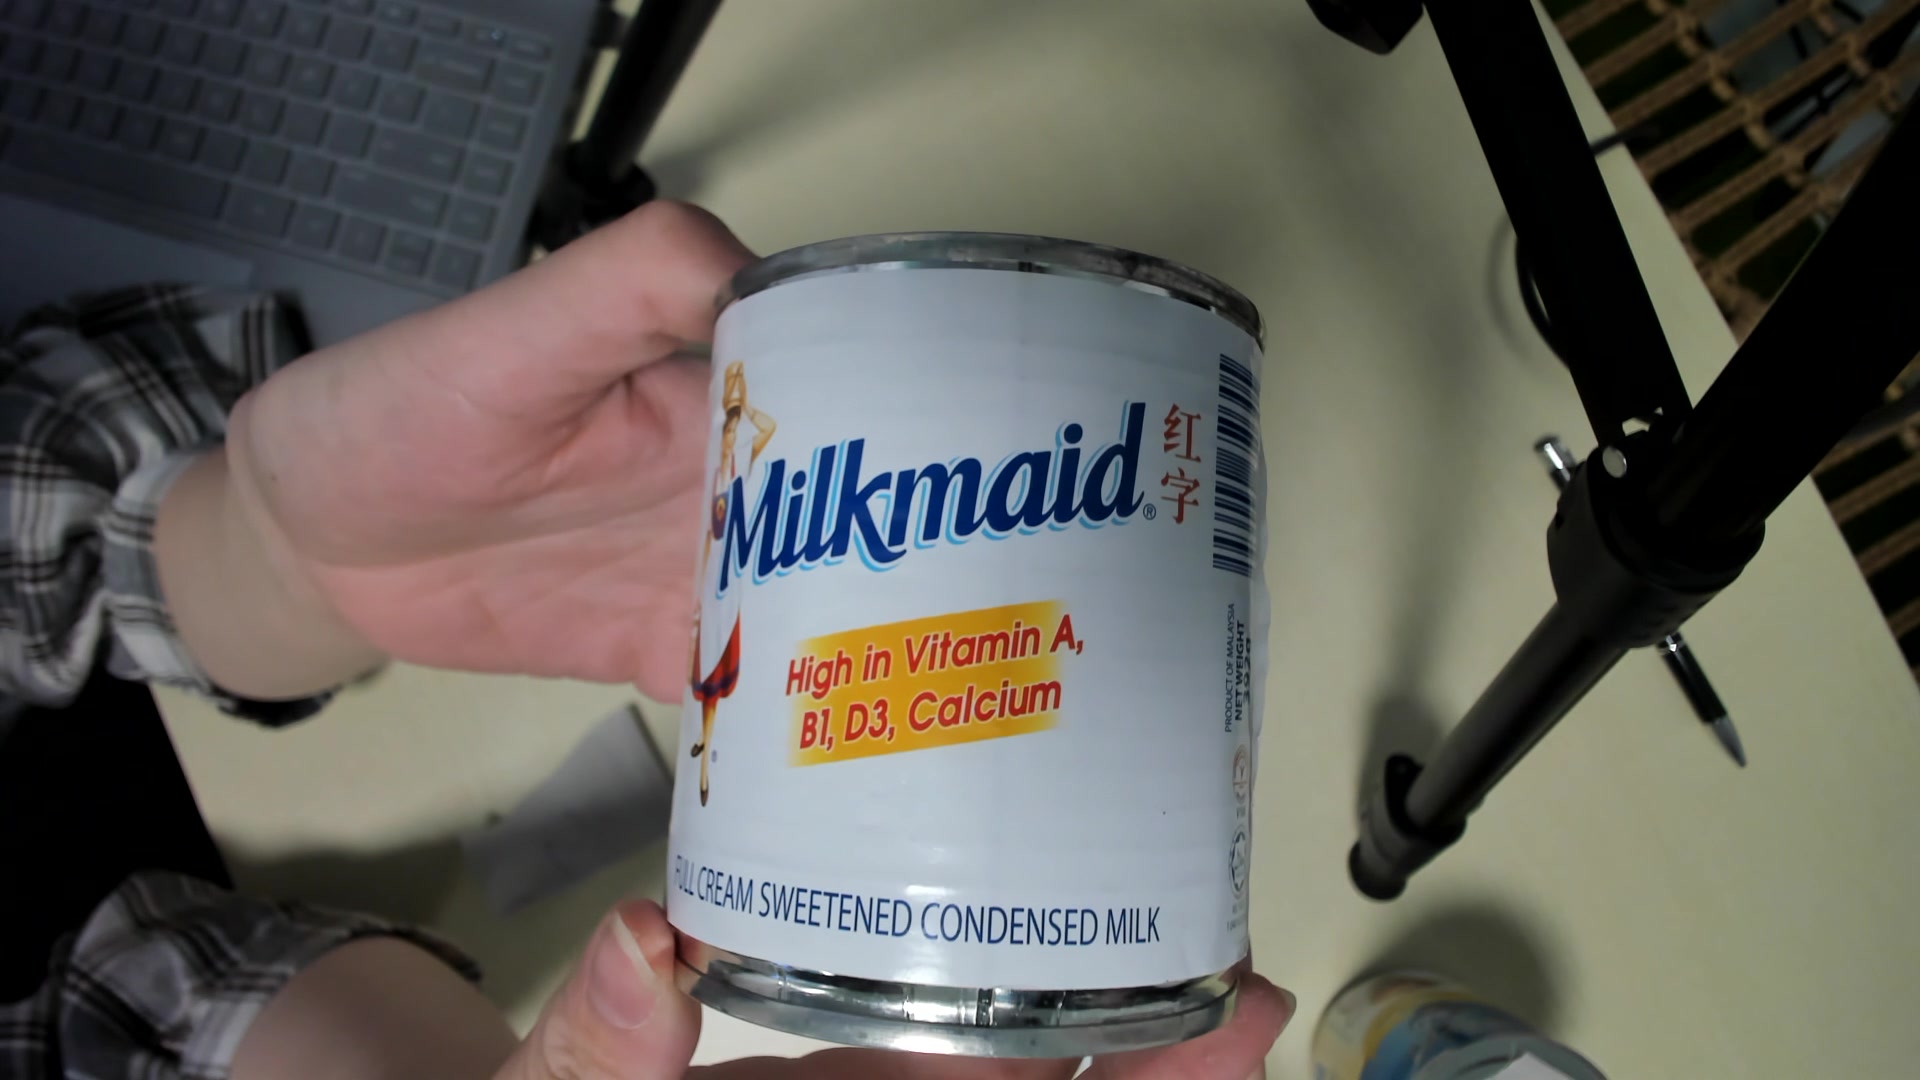 Milkmaid®
红字
High in Vitamin A,
B1, D3, Calcium
FULL CREAM SWEETENED CONDENSED MILK
PRODUCT OF MALAYSIA
NET WEIGHT
392g